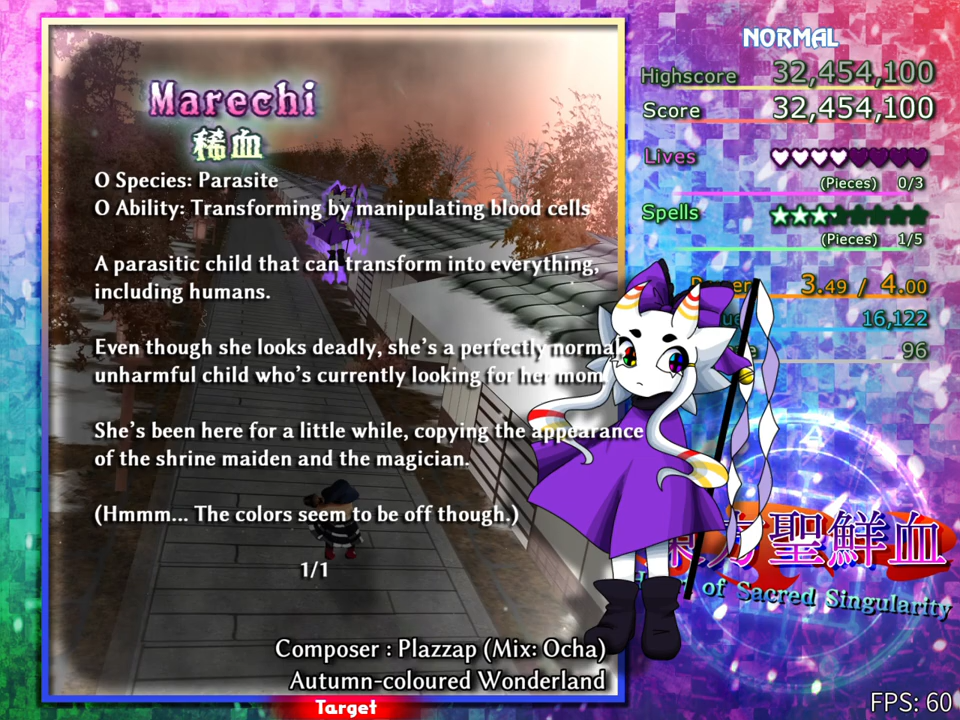 NORMAL
Highscore 32,454,100
Score 32,454,100
Lives
(Pieces) 0/3
Spells
(Pieces) 1/5
3.49 / 4.00
16,122
96
Marechi
稀血
O Species: Parasite
O Ability: Transforming by manipulating blood cells
A parasitic child that can transform into everything,
including humans.
Even though she looks deadly, she's a perfectly normal,
unharmful child who's currently looking for her mom.
She's been here for a little while, copying the appearance
of the shrine maiden and the magician.
(Hmmm... The colors seem to be off though.)
1/1
Composer : Plazzap (Mix: Ocha)
Autumn-coloured Wonderland
Target
東方聖鮮血
of Sacred Singularity
FPS: 60